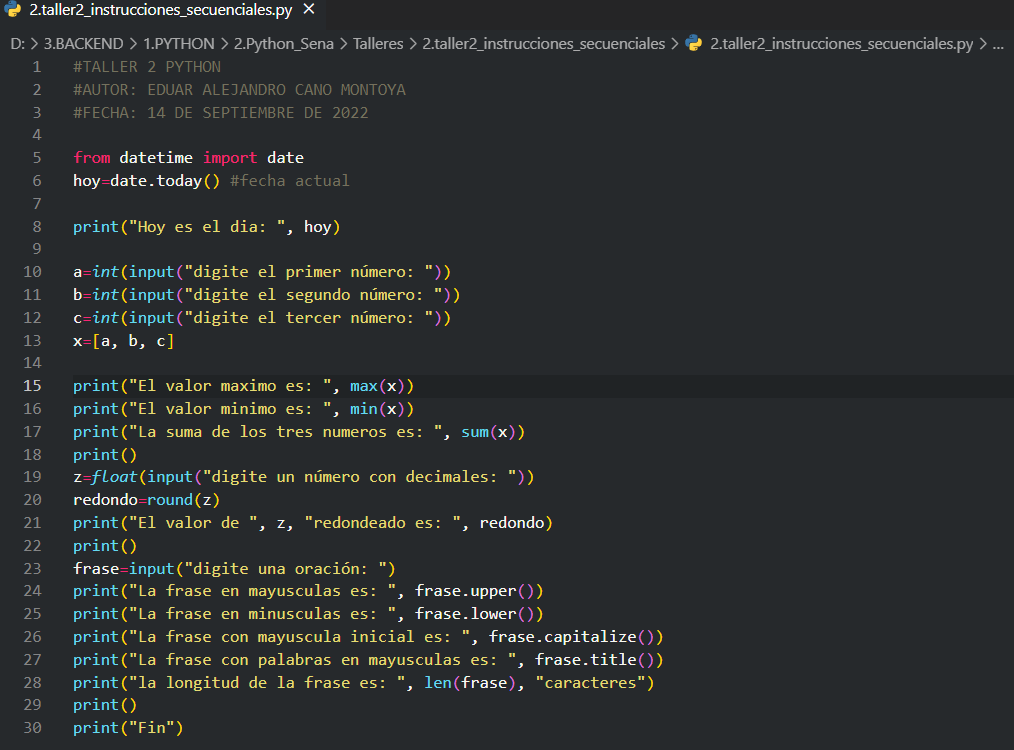 2.taller2_instrucciones_secuenciales.py ×
D: > 3.BACKEND > 1.PYTHON > 2.Python_Sena > Talleres > 2.taller2_instrucciones_secuenciales > 2.taller2_instrucciones_secuenciales.py > ...
1 #TALLER 2 PYTHON
2 #AUTOR: EDUAR ALEJANDRO CANO MONTOYA
3 #FECHA: 14 DE SEPTIEMBRE DE 2022
4
5 from datetime import date
6 hoy=date.today() #fecha actual
7
8 print("Hoy es el dia: ", hoy)
9
10 a=int(input("digite el primer número: "))
11 b=int(input("digite el segundo número: "))
12 c=int(input("digite el tercer número: "))
13 x=[a, b, c]
14
15 print("El valor maximo es: ", max(x))
16 print("El valor minimo es: ", min(x))
17 print("La suma de los tres numeros es: ", sum(x))
18 print()
19 z=float(input("digite un número con decimales: "))
20 redondo=round(z)
21 print("El valor de ", z, "redondeado es: ", redondo)
22 print()
23 frase=input("digite una oración: ")
24 print("La frase en mayusculas es: ", frase.upper())
25 print("La frase en minusculas es: ", frase.lower())
26 print("La frase con mayuscula inicial es: ", frase.capitalize())
27 print("La frase con palabras en mayusculas es: ", frase.title())
28 print("la longitud de la frase es: ", len(frase), "caracteres")
29 print()
30 print("Fin")